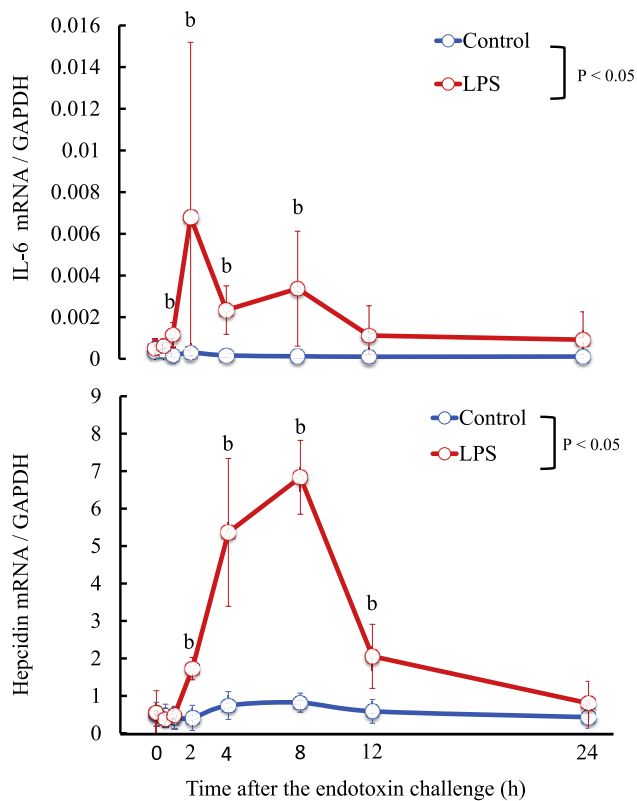 0.016
b
Control
P < 0.05
0.014
LPS
0.012
0.01
0.008
b
0.006
b
0.004
b
0.002
0
IL-6 mRNA / GAPDH
9
Control
8
b
b
P < 0.05
LPS
7
6
5
4
3
b
b
2
1
0
Hepcidin mRNA / GAPDH
0 2 4 8 12 24
Time after the endotoxin challenge (h)